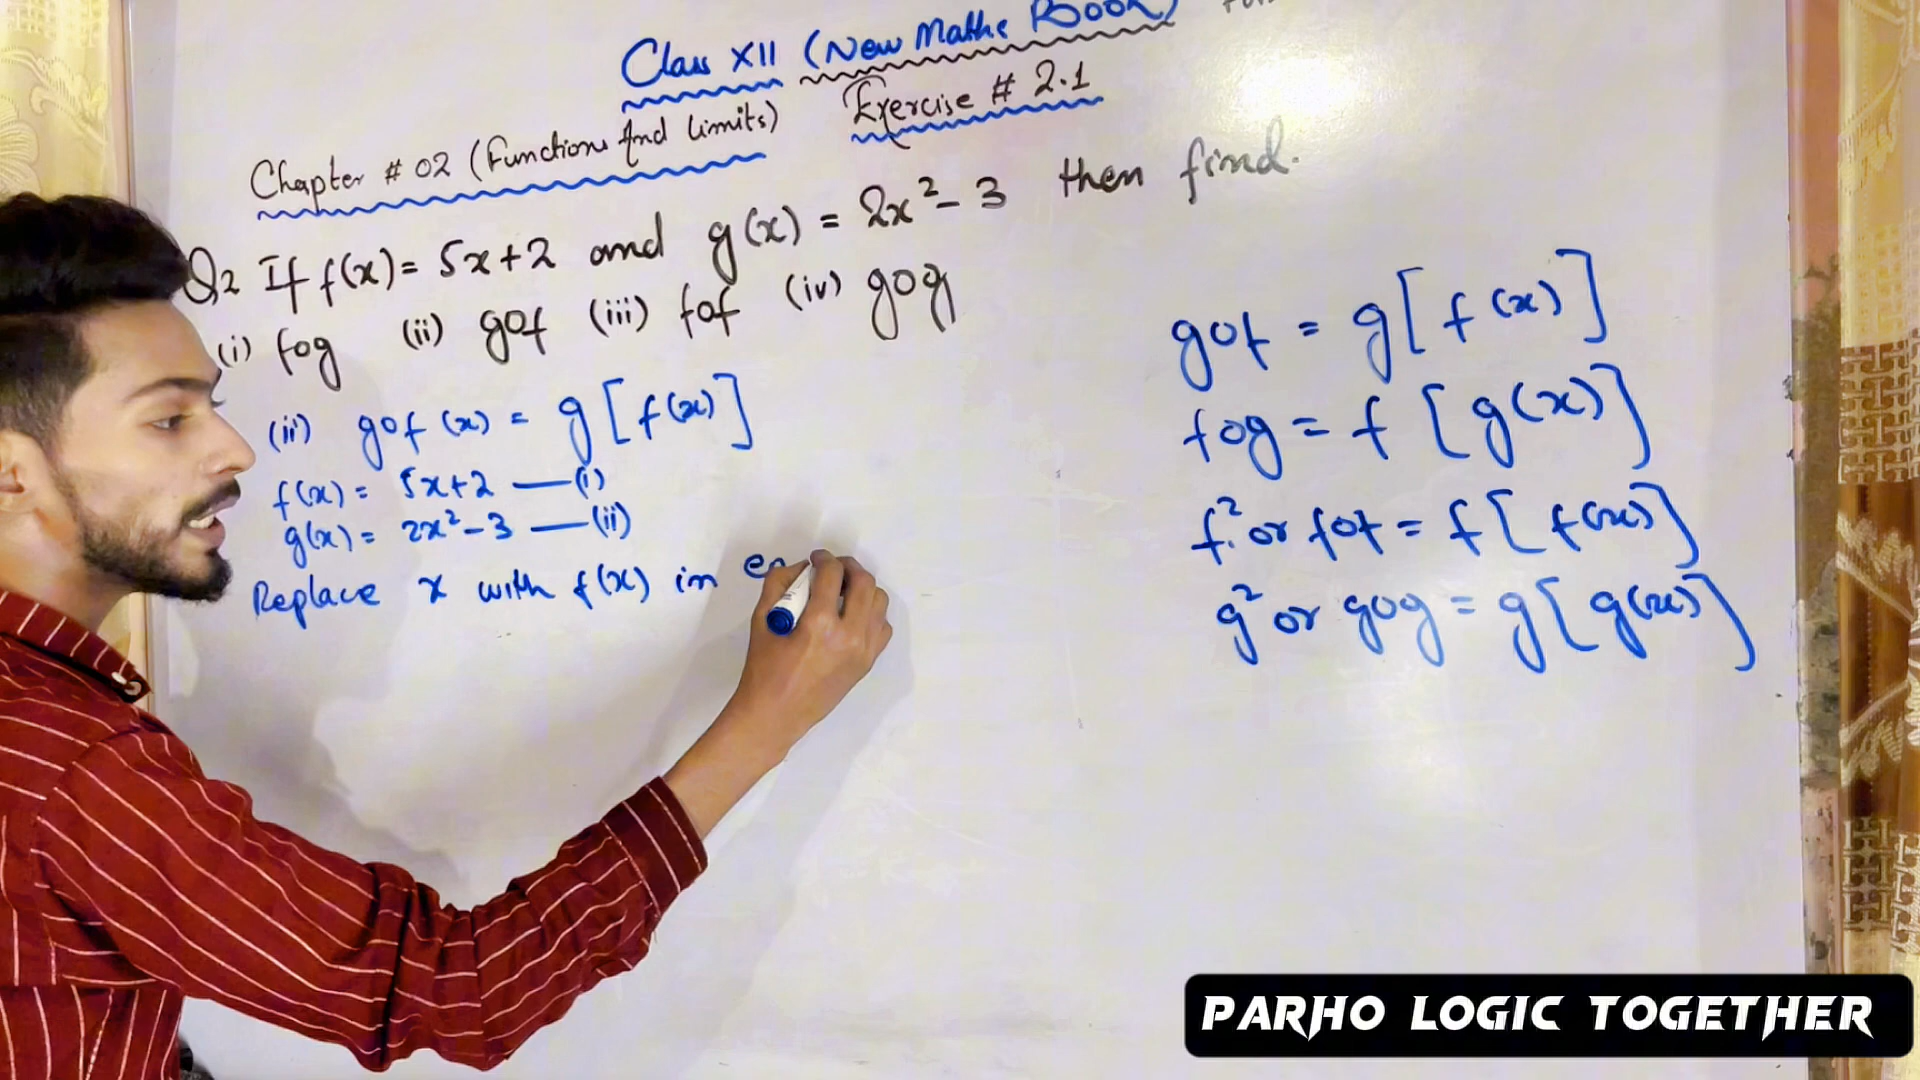 Class XII (New Maths Book)
Chapter # 02 (Functions And Limits) Exercise # 2.1
Q2 If f(x) = 5x+2 and g(x) = 2x²-3 then find.
(i) fog (ii) gof (iii) fof (iv) gog
(ii) gof (x) = g[f(x)]
f(x) = 5x+2 —(i)
g(x) = 2x²-3 —(ii)
Replace x with f(x) in
gof = g[f(x)]
fog = f[g(x)]
f² or fof = f[f(x)]
g² or gog = g[g(x)]
PARHO LOGIC TOGETHER